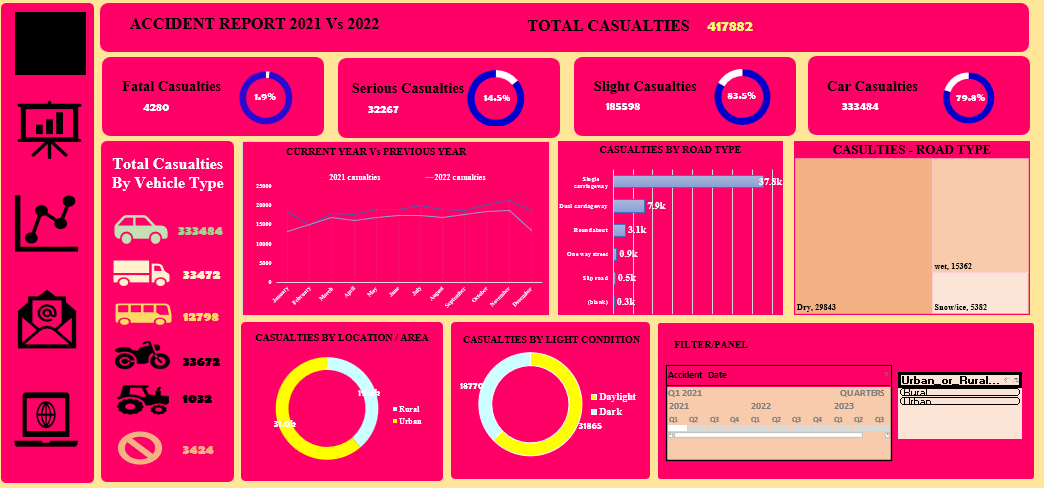 ACCIDENT REPORT 2021 Vs 2022
TOTAL CASUALTIES 417882
Fatal Casualties
4280
1.9%
Serious Casualties
32267
14.5%
Slight Casualties
185598
83.5%
Car Casualties
333484
79.8%
Total Casualties
By Vehicle Type
333484
33472
12798
33672
1032
3424
CURRENT YEAR Vs PREVIOUS YEAR
2021 casualties
2022 casualties
25000
20000
15000
10000
5000
0
January
February
March
April
May
June
July
August
September
October
November
December
CASUALTIES BY ROAD TYPE
Single
carriageway
37.8k
Dual carriageway
7.9k
Roundabout
3.1k
One way street
0.9k
Slip road
0.5k
(blank)
0.3k
CASULTIES - ROAD TYPE
Dry, 29843
wet, 15362
Snow/ice, 5382
CASUALTIES BY LOCATION / AREA
Rural
Urban
CASUALTIES BY LIGHT CONDITION
18770
31865
Daylight
Dark
FILTER/PANEL
Accident Date
Q1 2021
QUARTERS
2021
2022
2023
Q1 Q2 Q3 Q4 Q1 Q2 Q3 Q4 Q1 Q2 Q3
Urban_or_Rural...
Rural
Urban